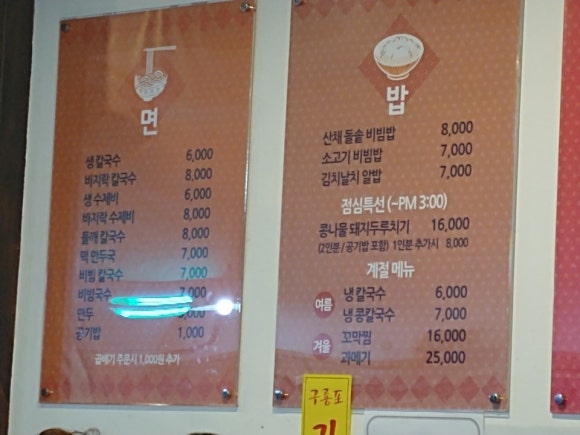 면
생 칼국수 6,000
바지락 칼국수 8,000
생 수제비 6,000
바지락 수제비 8,000
들깨 칼국수 8,000
떡 만두국 7,000
비빔 칼국수 7,000
비빔국수 7,000
만두
공기밥 1,000
곱빼기 주문시 1,000원 추가
밥
산채 돌솥 비빔밥 8,000
소고기 비빔밥 7,000
김치날치 알밥 7,000
점심특선 (~PM 3:00)
콩나물 돼지두루치기 16,000
(2인분 / 공기밥 포함) 1인분 추가시 8,000
계절 메뉴
여름
냉 칼국수 6,000
냉 콩칼국수 7,000
겨울
꼬막찜 16,000
과메기 25,000
구룡포